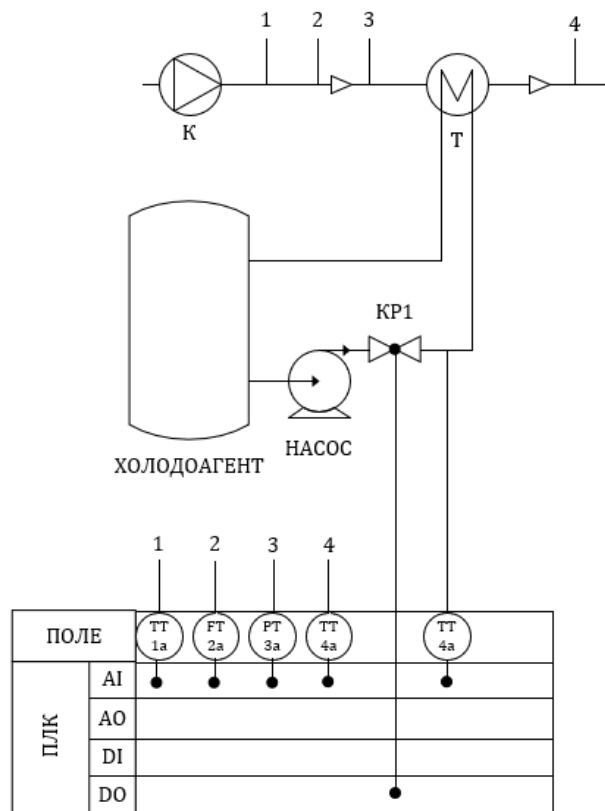 1 2 3 4
К Т
КР1
НАСОС
ХОЛОДОАГЕНТ
1 2 3 4
ПОЛЕ TT 1a FT 2a PT 3a TT 4a TT 4a
ПЛК
AI
AO
DI
DO